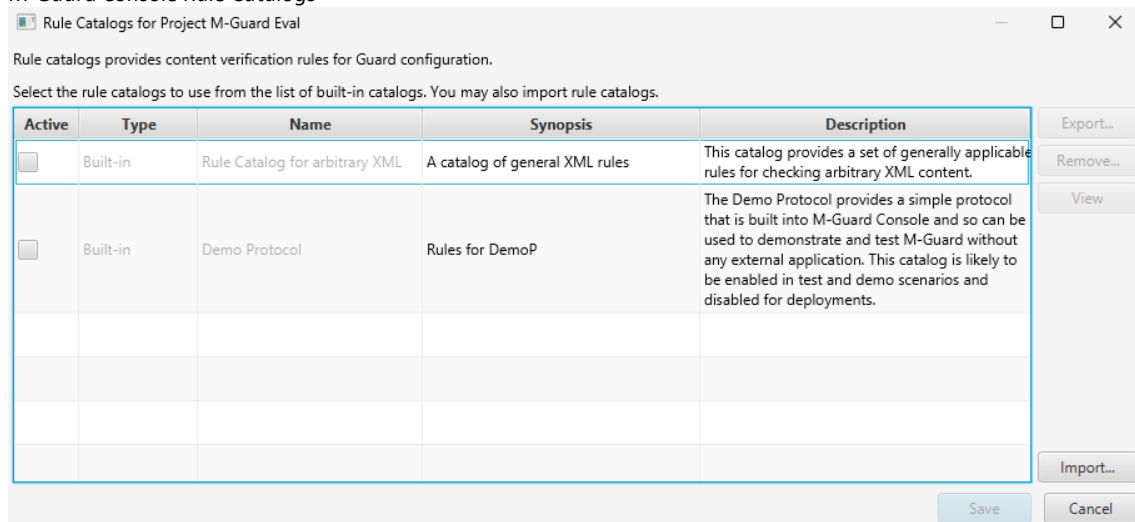 M-Guard Console Rule Catalogs
Rule Catalogs for Project M-Guard Eval
Rule catalogs provides content verification rules for Guard configuration.
Select the rule catalogs to use from the list of built-in catalogs. You may also import rule catalogs.
Active Type Name Synopsis Description
Export...
Built-in Rule Catalog for arbitrary XML A catalog of general XML rules
This catalog provides a set of generally applicable
rules for checking arbitrary XML content.
Remove...
View
Built-in Demo Protocol Rules for DemoP
The Demo Protocol provides a simple protocol
that is built into M-Guard Console and so can be
used to demonstrate and test M-Guard without
any external application. This catalog is likely to
be enabled in test and demo scenarios and
disabled for deployments.
Import...
Save Cancel